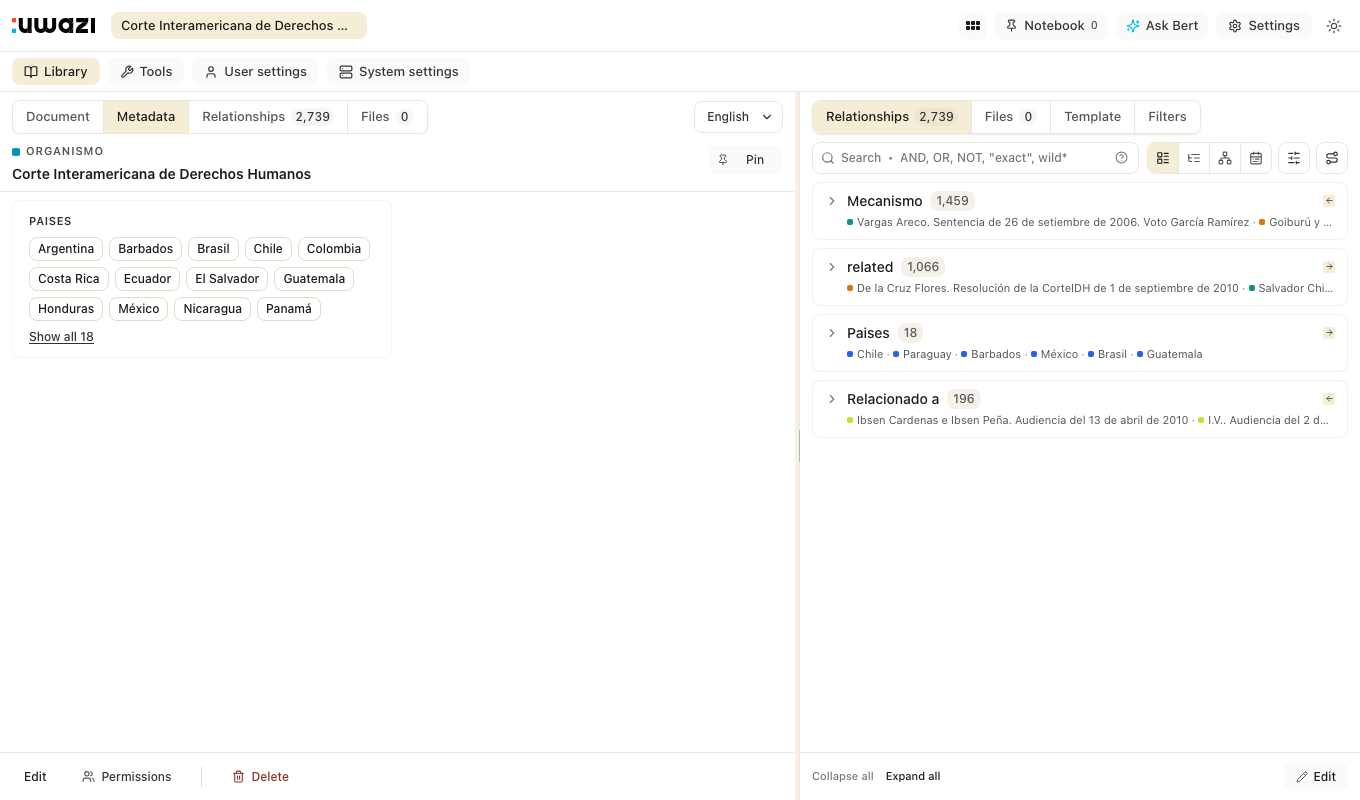 :uwazi
Corte Interamericana de Derechos ...
Notebook 0
Ask Bert
Settings
Library
Tools
User settings
System settings
Document
Metadata
Relationships 2,739
Files 0
English
ORGANISMO
Corte Interamericana de Derechos Humanos
Pin
PAISES
Argentina Barbados Brasil Chile Colombia
Costa Rica Ecuador El Salvador Guatemala
Honduras México Nicaragua Panamá
Show all 18
Edit
Permissions
Delete
Relationships 2,739
Files 0
Template
Filters
Search • AND, OR, NOT, "exact", wild*
Mecanismo 1,459
Vargas Areco. Sentencia de 26 de setiembre de 2006. Voto García Ramírez · Goiburú y ...
related 1,066
De la Cruz Flores. Resolución de la CorteIDH de 1 de septiembre de 2010 · Salvador Chi...
Paises 18
Chile · Paraguay · Barbados · México · Brasil · Guatemala
Relacionado a 196
Ibsen Cardenas e Ibsen Peña. Audiencia del 13 de abril de 2010 · I.V.. Audiencia del 2 d...
Collapse all
Expand all
Edit